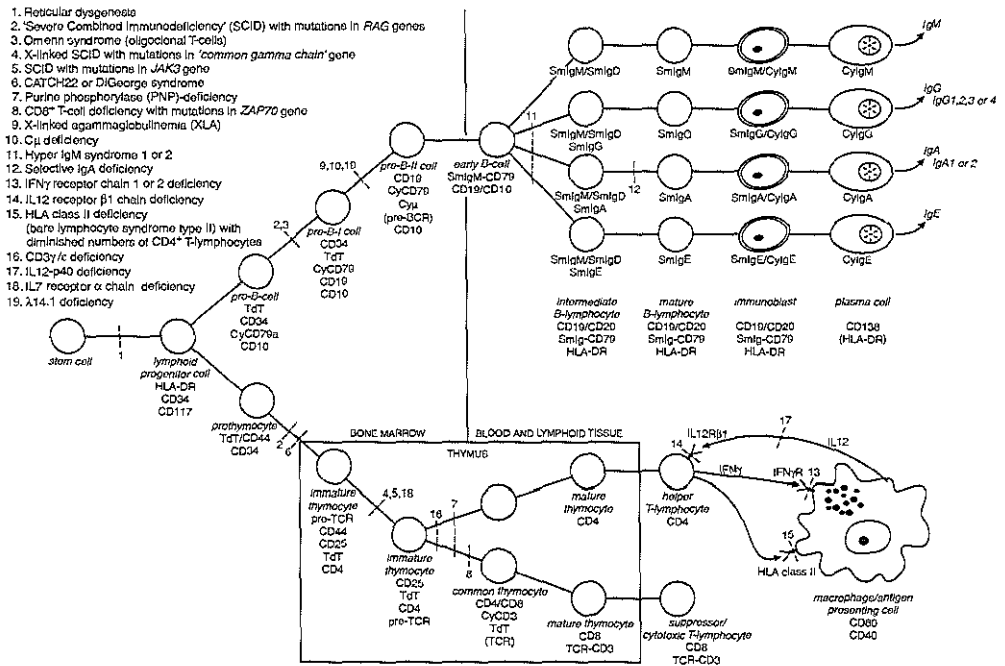 1. Reticular dysgenesis
2. 'Severe Combined Immunodeficiency' (SCID) with mutations in RAG genes
3. Omenn syndrome (oligoclonal T-cells)
4. X-linked SCID with mutations in 'common gamma chain' gene
5. SCID with mutations in JAK3 gene
6. CATCH22 or DiGeorge syndrome
7. Purine phosphorylase (PNP)-deficiency
8. CD8+ T-cell deficiency with mutations in ZAP70 gene
9. X-linked agammaglobulinemia (XLA)
10. Cμ deficiency
11. Hyper IgM syndrome 1 or 2
12. Selective IgA deficiency
13. IFNγ receptor chain 1 or 2 deficiency
14. IL12 receptor β1 chain deficiency
15. HLA class II deficiency
(bare lymphocyte syndrome type II) with
diminished numbers of CD4+ T-lymphocytes
16. CD3γ/ε deficiency
17. IL12-p40 deficiency
18. IL7 receptor α chain deficiency
19. λ14.1 deficiency
stem cell
1
lymphoid
progenitor cell
HLA-DR
CD34
CD117
pro-B-cell
TdT
CD34
CyCD79a
CD10
2,3
pre-B-I cell
CD34
TdT
CyCD79
CD19
CD10
9,10,19
pre-B-II cell
CD19
CyCD79
Cyμ
(pre-BCR)
CD10
early B-cell
SmIgM-CD79
CD19/CD10
11
SmIgM/SmIgD
SmIgM
SmIgM/CyIgM
CyIgM
IgM
SmIgM/SmIgD
SmIgG
SmIgG
SmIgG/CyIgG
CyIgG
IgG
IgG1,2,3 or 4
SmIgM/SmIgD
SmIgA
12
SmIgA
SmIgA/CyIgA
CyIgA
IgA
IgA1 or 2
SmIgM/SmIgD
SmIgE
SmIgE
SmIgE/CyIgE
CyIgE
IgE
intermediate
B-lymphocyte
CD19/CD20
SmIg-CD79
HLA-DR
mature
B-lymphocyte
CD19/CD20
SmIg-CD79
HLA-DR
immunoblast
CD19/CD20
SmIg-CD79
HLA-DR
plasma cell
CD138
(HLA-DR)
prothymocyte
TdT/CD44
CD34
2
6
BONE MARROW
BLOOD AND LYMPHOID TISSUE
THYMUS
immature
thymocyte
pro-TCR
CD44
CD25
TdT
CD4
4,5,18
immature
thymocyte
CD25
TdT
CD4
pre-TCR
16
7
8
common thymocyte
CD4/CD8
CyCD3
TdT
(TCR)
mature
thymocyte
CD4
mature thymocyte
CD8
TCR-CD3
helper
T-lymphocyte
CD4
suppressor/
cytotoxic T-lymphocyte
CD8
TCR-CD3
14
IL12Rβ1
17
IL12
IFNγ
IFNγR
13
15
HLA class II
macrophage/antigen
presenting cell
CD80
CD40